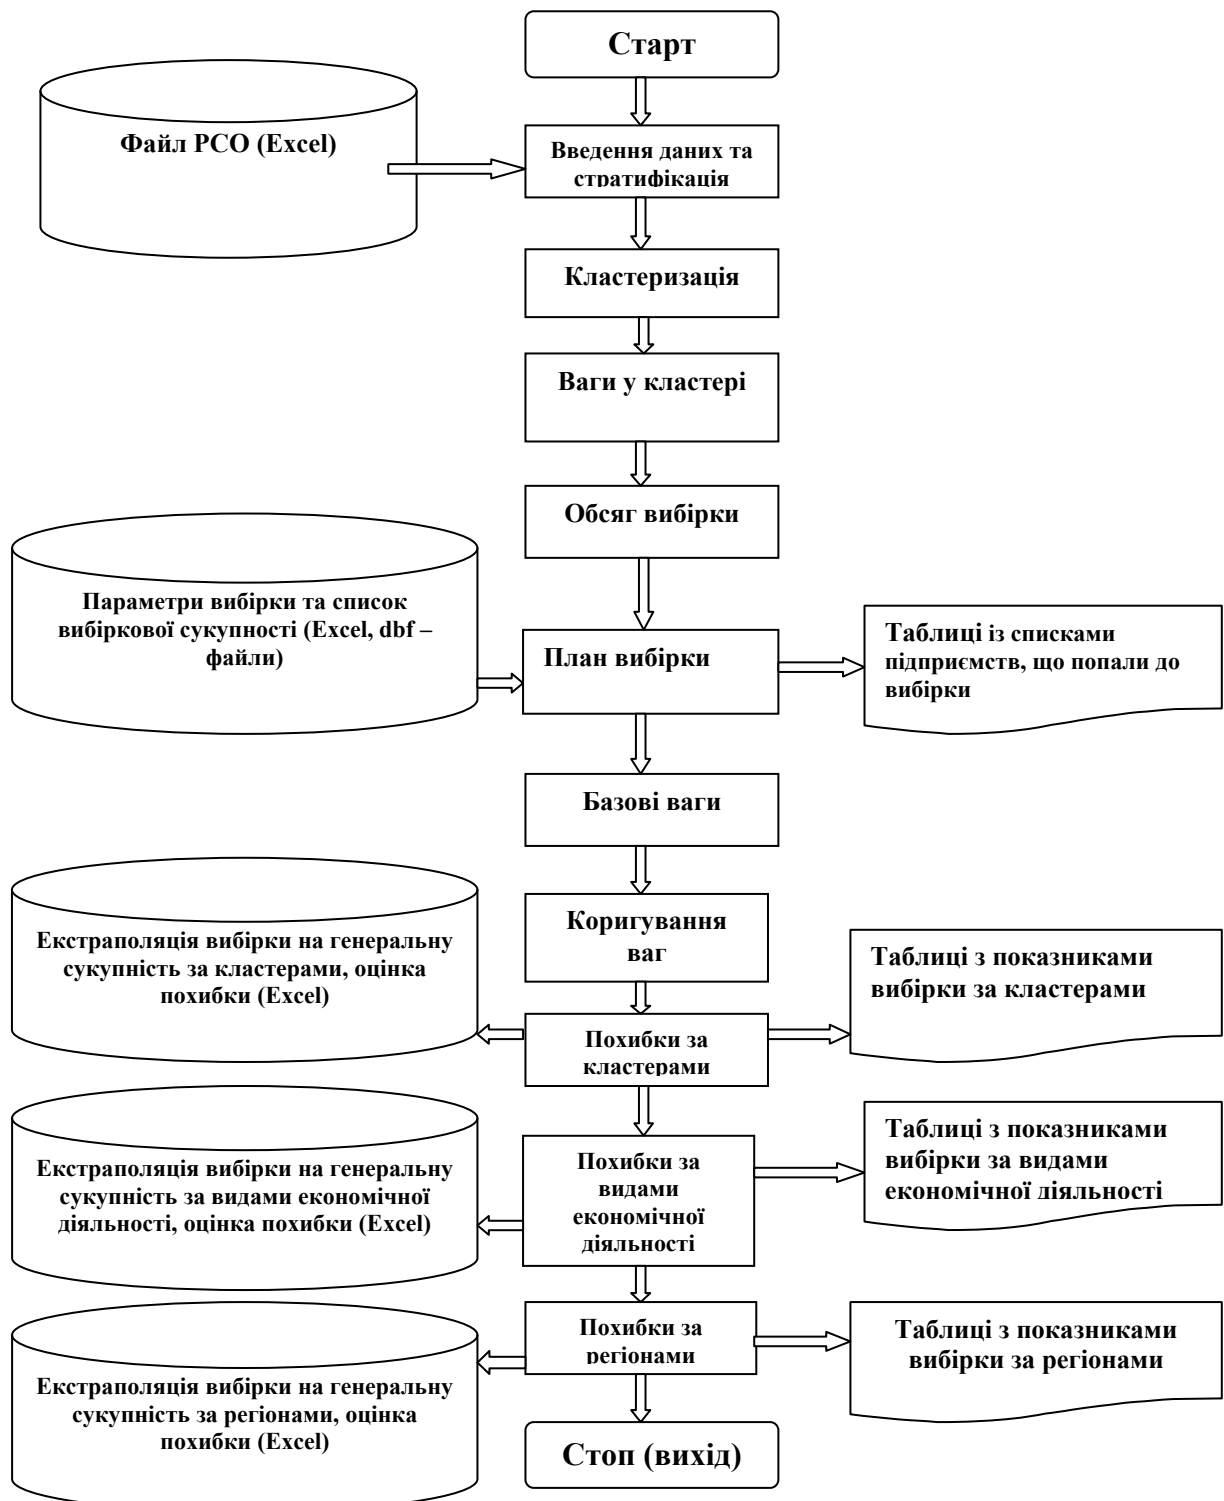 Старт
Файл РСО (Excel)
Введення даних та
стратифікація
Кластеризація
Ваги у кластері
Обсяг вибірки
Параметри вибірки та список
вибіркової сукупності (Excel, dbf –
файли)
План вибірки
Таблиці із списками
підприємств, що попали до
вибірки
Базові ваги
Коригування
ваг
Екстраполяція вибірки на генеральну
сукупність за кластерами, оцінка
похибки (Excel)
Похибки за
кластерами
Таблиці з показниками
вибірки за кластерами
Екстраполяція вибірки на генеральну
сукупність за видами економічної
діяльності, оцінка похибки (Excel)
Похибки за
видами
економічної
діяльності
Таблиці з показниками
вибірки за видами
економічної діяльності
Екстраполяція вибірки на генеральну
сукупність за регіонами, оцінка
похибки (Excel)
Похибки за
регіонами
Таблиці з показниками
вибірки за регіонами
Стоп (вихід)